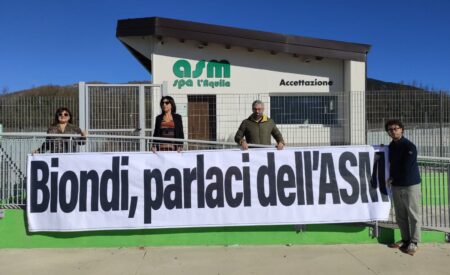 asm
spa L'Aquila
Accettazione
Biondi, parlaci dell'ASM